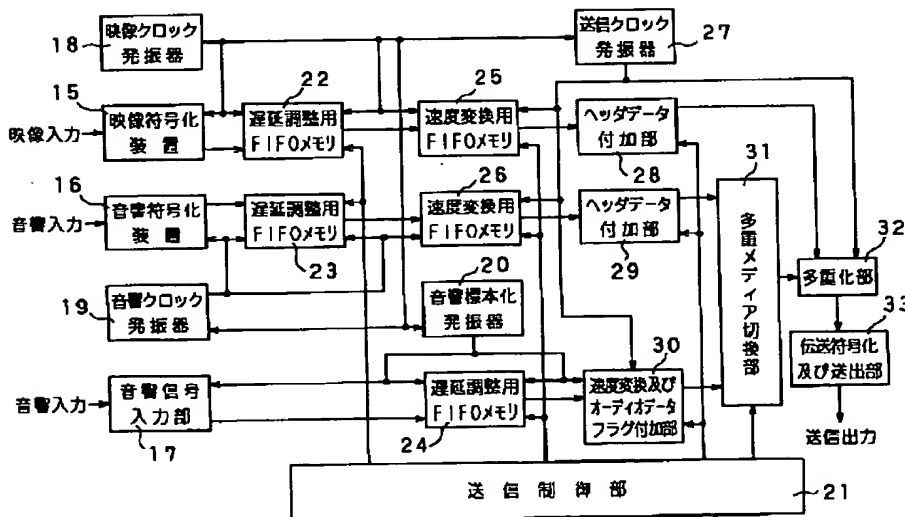 映像クロック
発振器
18
送信クロック
発振器
27
15
映像符号化
装置
映像入力
22
遅延調整用
FIFOメモリ
25
速度変換用
FIFOメモリ
ヘッダデータ
付加部
28
16
音響符号化
装置
音響入力
遅延調整用
FIFOメモリ
23
26
速度変換用
FIFOメモリ
ヘッダデータ
付加部
29
31
多重メディア切換部
32
多重化部
33
伝送符号化
及び送出部
送信出力
19
音響クロック
発振器
20
音響標本化
発振器
音響入力
音響信号
入力部
17
遅延調整用
FIFOメモリ
24
30
速度変換及び
オーディオデータ
フラグ付加部
送信制御部
21